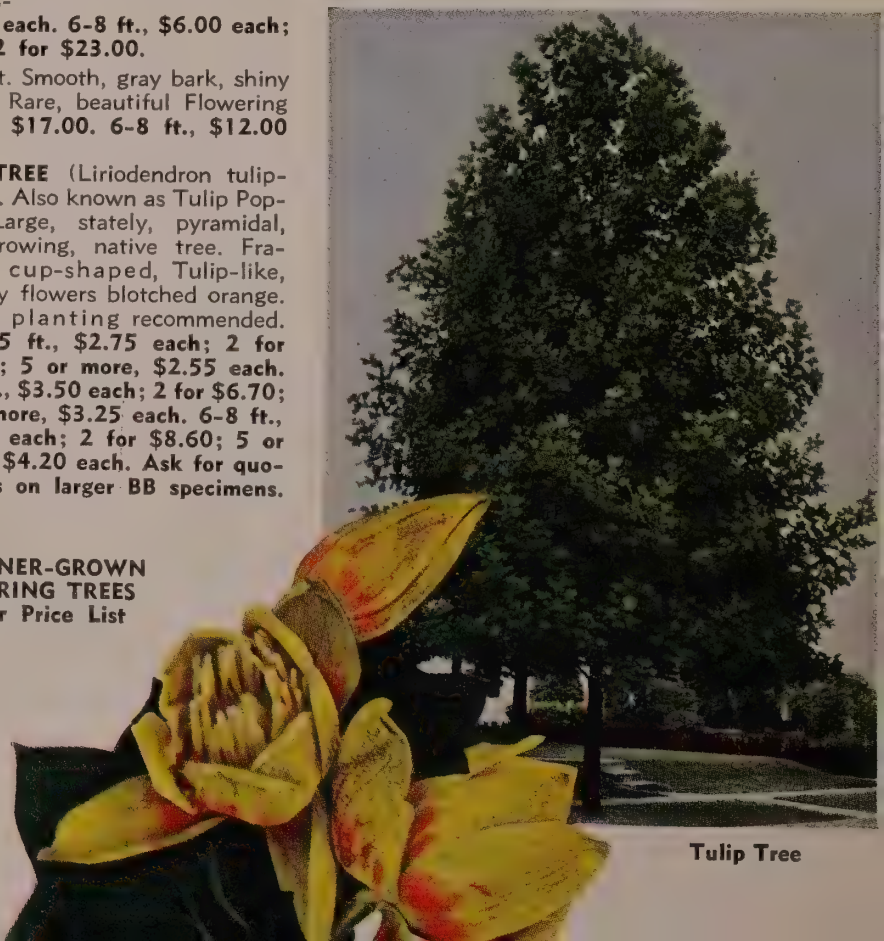 each. 6-8 ft., $6.00 each;
2 for $23.00.
t. Smooth, gray bark, shiny
Rare, beautiful Flowering
$17.00. 6-8 ft., $12.00
TREE (Liriodendron tulip-
. Also known as Tulip Pop-
Large, stately, pyramidal,
rowing, native tree. Fra-
cup-shaped, Tulip-like,
y flowers blotched orange.
planting recommended.
5 ft., $2.75 each; 2 for
; 5 or more, $2.55 each.
., $3.50 each; 2 for $6.70;
more, $3.25 each. 6-8 ft.,
each; 2 for $8.60; 5 or
$4.20 each. Ask for quo-
s on larger BB specimens.
NER-GROWN
RING TREES
r Price List
Tulip Tree